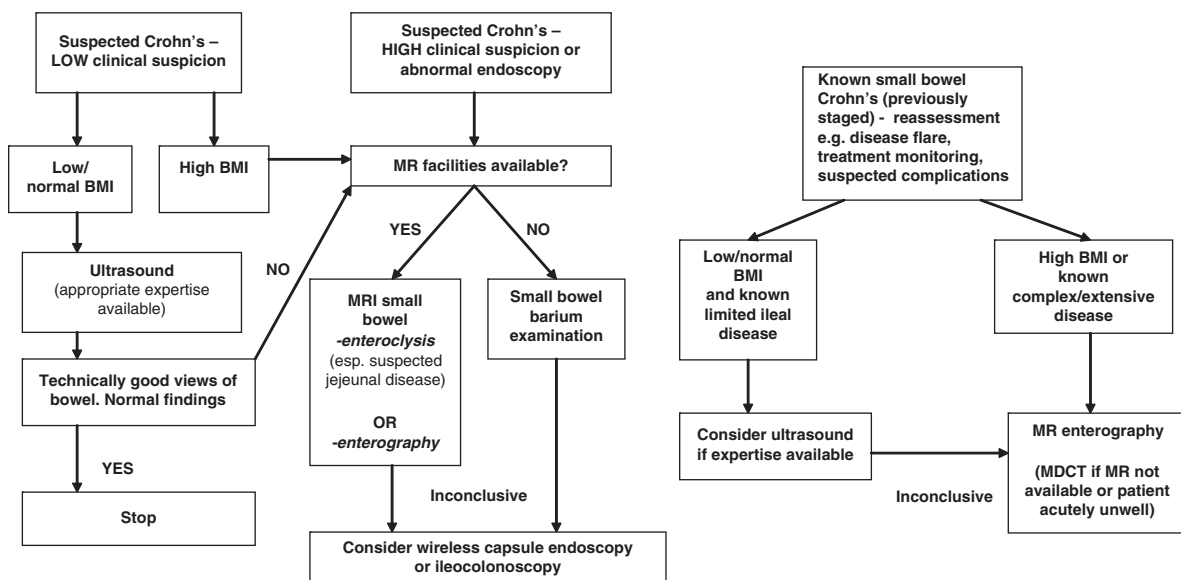 Suspected Crohn's –
LOW clinical suspicion
Suspected Crohn's –
HIGH clinical suspicion or
abnormal endoscopy
Low/
normal BMI
High BMI
MR facilities available?
Ultrasound
(appropriate expertise
available)
NO
YES
NO
MRI small
bowel
-enteroclysis
(esp. suspected
jejeunal disease)
OR
-enterography
Small bowel
barium
examination
Technically good views of
bowel. Normal findings
YES
Stop
Inconclusive
Consider wireless capsule endoscopy
or ileocolonoscopy
Known small bowel
Crohn's (previously
staged) - reassessment
e.g. disease flare,
treatment monitoring,
suspected complications
Low/normal
BMI
and known
limited ileal
disease
High BMI or
known
complex/extensive
disease
Consider ultrasound
if expertise available
Inconclusive
MR enterography
(MDCT if MR not
available or patient
acutely unwell)